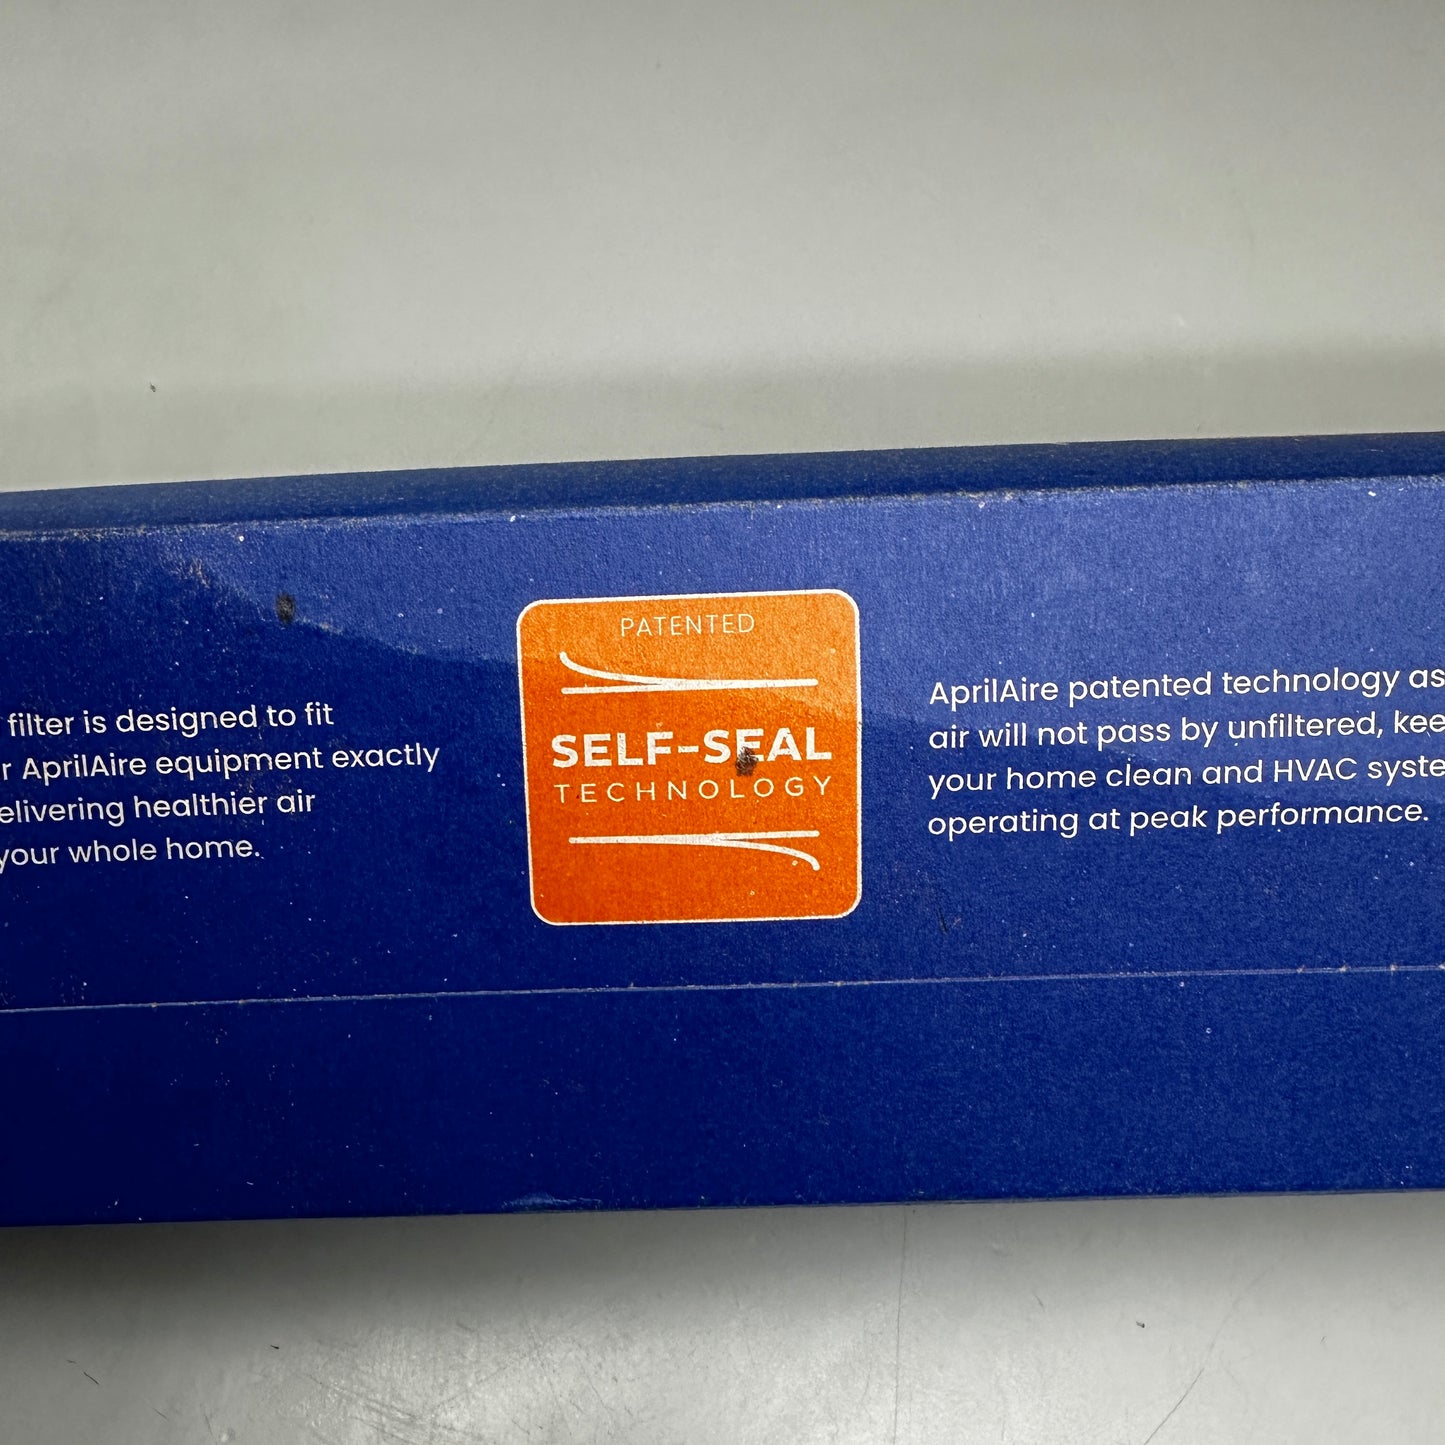 filter is designed to fit
r AprilAire equipment exactly
elivering healthier air
your whole home.
PATENTED
SELF-SEAL
TECHNOLOGY
AprilAire patented technology as
air will not pass by unfiltered, kee
your home clean and HVAC syste
operating at peak performance.